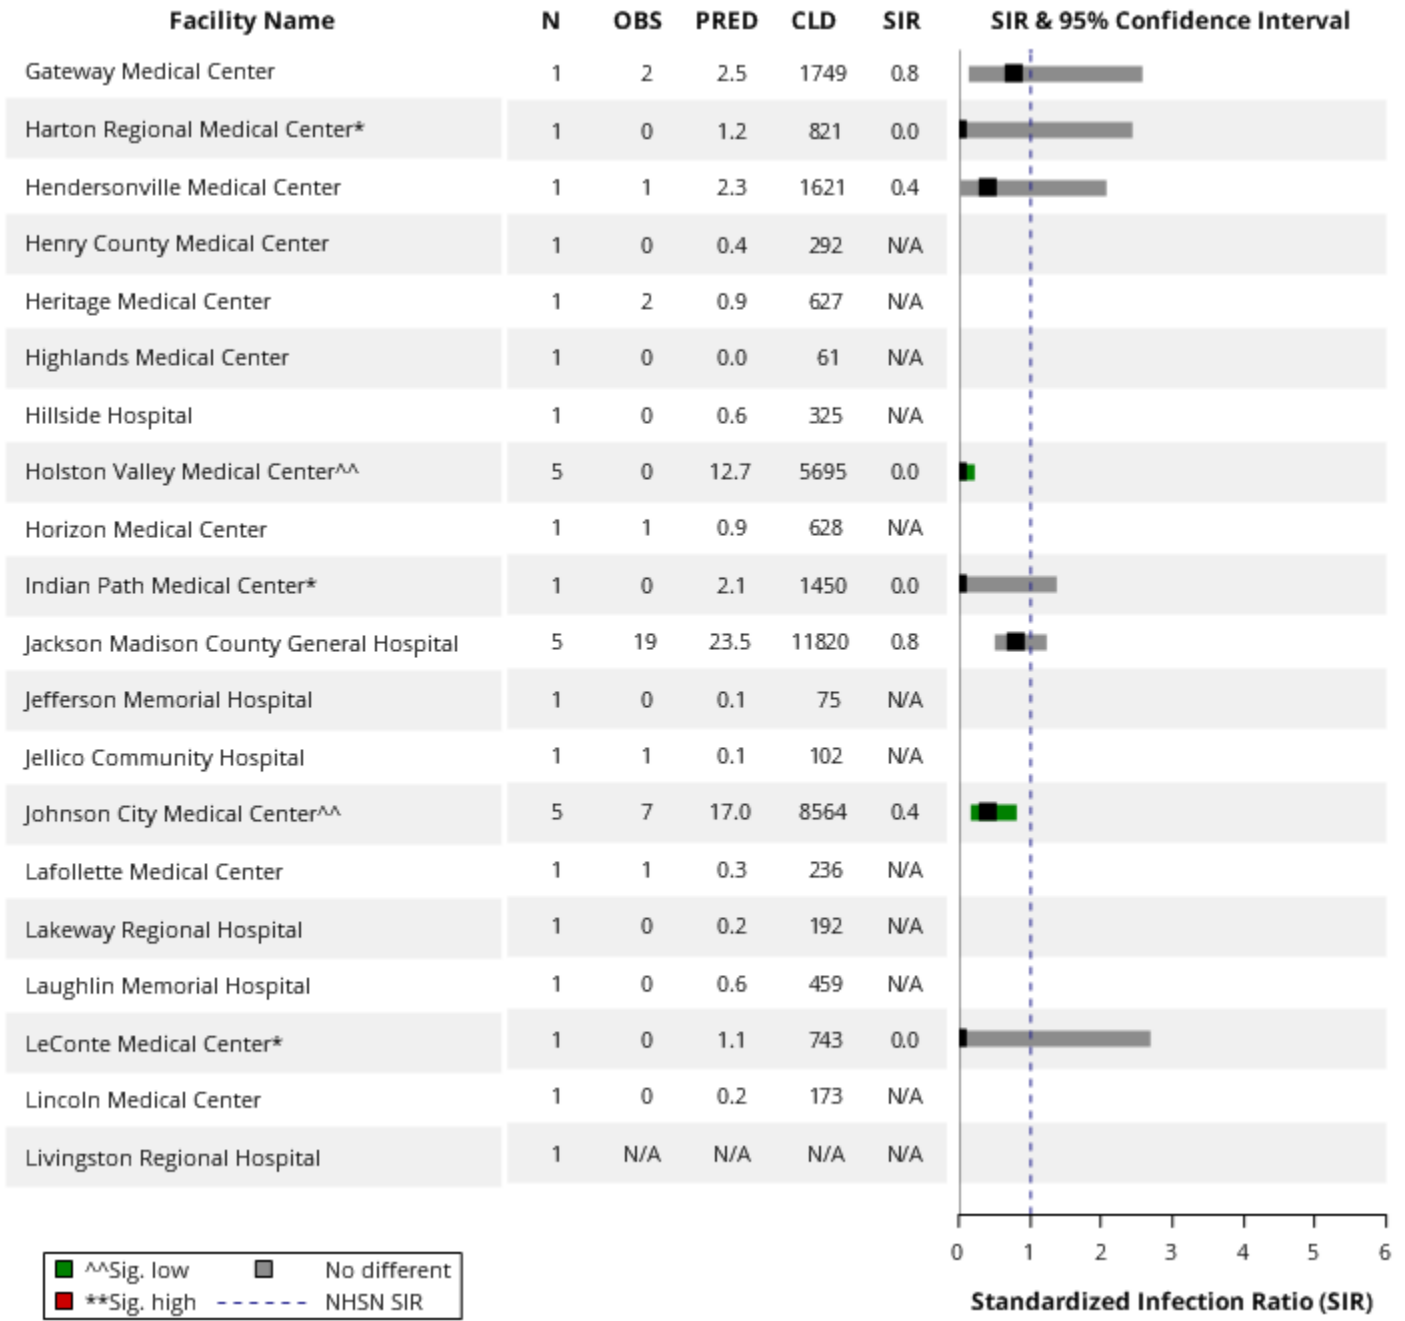 Facility Name N OBS PRED CLD SIR SIR & 95% Confidence Interval
Gateway Medical Center 1 2 2.5 1749 0.8
Harton Regional Medical Center* 1 0 1.2 821 0.0
Hendersonville Medical Center 1 1 2.3 1621 0.4
Henry County Medical Center 1 0 0.4 292 N/A
Heritage Medical Center 1 2 0.9 627 N/A
Highlands Medical Center 1 0 0.0 61 N/A
Hillside Hospital 1 0 0.6 325 N/A
Holston Valley Medical Center^^ 5 0 12.7 5695 0.0
Horizon Medical Center 1 1 0.9 628 N/A
Indian Path Medical Center* 1 0 2.1 1450 0.0
Jackson Madison County General Hospital 5 19 23.5 11820 0.8
Jefferson Memorial Hospital 1 0 0.1 75 N/A
Jellico Community Hospital 1 1 0.1 102 N/A
Johnson City Medical Center^^ 5 7 17.0 8564 0.4
Lafollette Medical Center 1 1 0.3 236 N/A
Lakeway Regional Hospital 1 0 0.2 192 N/A
Laughlin Memorial Hospital 1 0 0.6 459 N/A
LeConte Medical Center* 1 0 1.1 743 0.0
Lincoln Medical Center 1 0 0.2 173 N/A
Livingston Regional Hospital 1 N/A N/A N/A N/A
0 1 2 3 4 5 6
Standardized Infection Ratio (SIR)
^^Sig. low No different
**Sig. high NHSN SIR